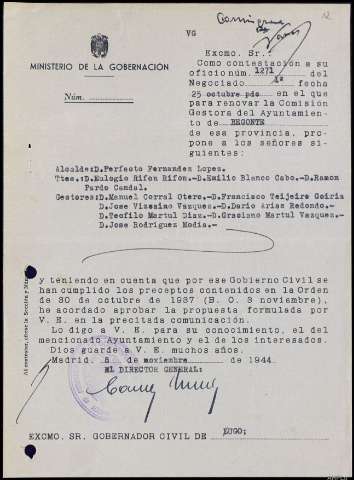 VG
MINISTERIO DE LA GOBERNACIÓN
Núm.
EXCMO. Sr.
Como contestación a su
oficio núm. 1271 del
Negociado 1º fecha
25 octubre pdo en el que
para renovar la Comisión
Gestora del Ayuntamiento
de BEGONTE
de esa provincia, propone
a los señores siguientes:
Alcalde: D. Perfecto Fernandez Lopez.
Ttes.: D. Eulogio Rifon Rifon.-D. Emilio Blanco Cabo.-D. Ramon
Pardo Candal.
Gestores: D. Manuel Corral Otero.-D. Francisco Teijeiro Goiria
D. Jose Vizcaino Vazquez.-D. Dario Arias Redondo.-
D. Teofilo Martul Diaz.-D. Graciano Martul Vazquez.-
D. Jose Rodriguez Modia.-
y teniendo en cuenta que por ese Gobierno Civil se
han cumplido los preceptos contenidos en la Orden
de 30 de octubre de 1937 (B. O. 3 noviembre),
he acordado aprobar la propuesta formulada por
V. E. en la precitada comunicación.
Lo digo a V. E. para su conocimiento, el del
mencionado Ayuntamiento y el de los interesados.
Dios guarde a V. E. muchos años.
Madrid, 8 de noviembre de 1944.
EL DIRECTOR GENERAL:
EXCMO. SR. GOBERNADOR CIVIL DE LUGO;